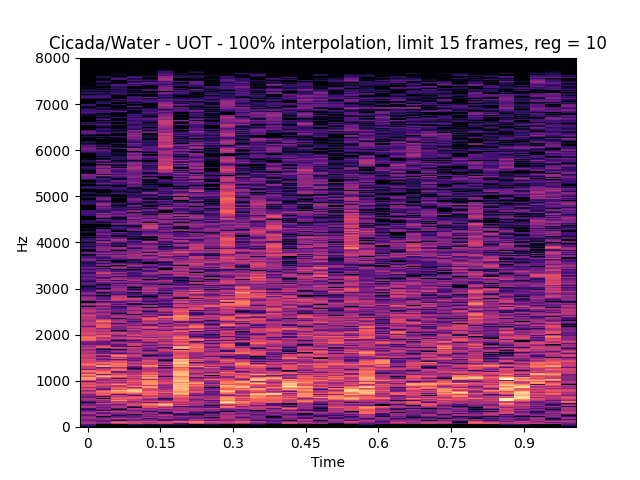 Cicada/Water - UOT - 100% interpolation, limit 15 frames, reg = 10
8000
7000
6000
5000
4000
3000
2000
1000
0
Hz
0 0.15 0.3 0.45 0.6 0.75 0.9
Time